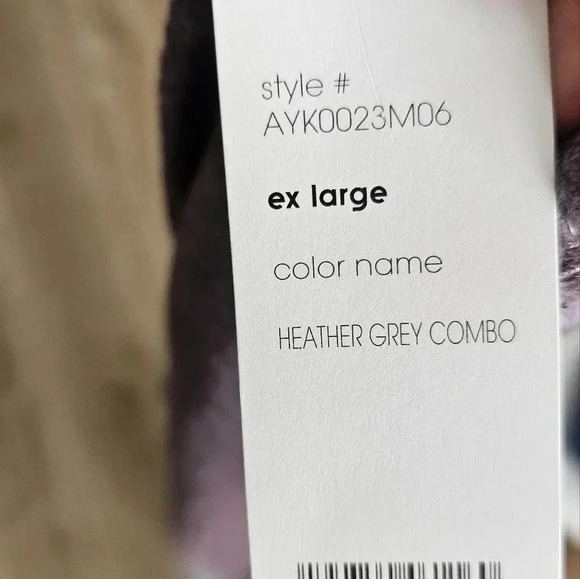 style #
AYK0023M06
ex large
color name
HEATHER GREY COMBO